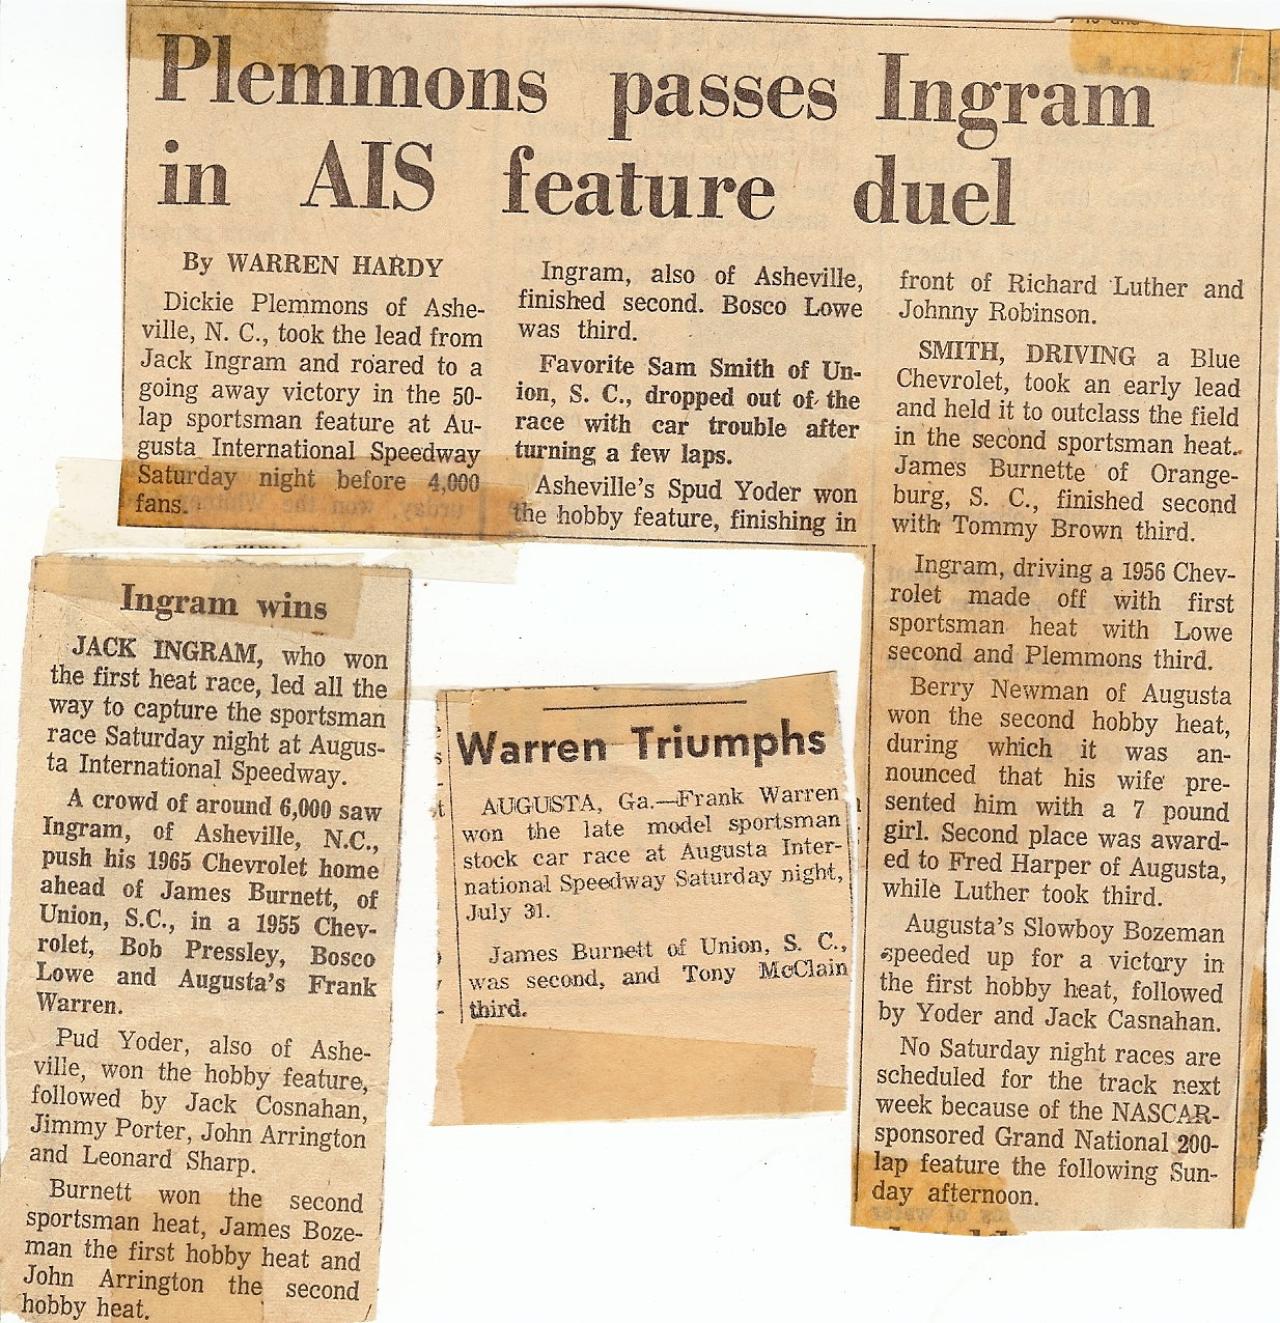 Plemmons passes Ingram
in AIS feature duel
By WARREN HARDY
Dickie Plemmons of Ashe-
ville, N. C., took the lead from
Jack Ingram and roared to a
going away victory in the 50-
lap sportsman feature at Au-
gusta International Speedway
Saturday night before 4,000
fans.
Ingram, also of Asheville,
finished second. Bosco Lowe
was third.
Favorite Sam Smith of Un-
ion, S. C., dropped out of the
race with car trouble after
turning a few laps.
Asheville's Spud Yoder won
the hobby feature, finishing in
front of Richard Luther and
Johnny Robinson.
SMITH, DRIVING a Blue
Chevrolet, took an early lead
and held it to outclass the field
in the second sportsman heat.
James Burnette of Orange-
burg, S. C., finished second
with Tommy Brown third.
Ingram, driving a 1956 Chev-
rolet made off with first
sportsman heat with Lowe
second and Plemmons third.
Berry Newman of Augusta
won the second hobby heat,
during which it was an-
nounced that his wife pre-
sented him with a 7 pound
girl. Second place was award-
ed to Fred Harper of Augusta,
while Luther took third.
Augusta's Slowboy Bozeman
speeded up for a victory in
the first hobby heat, followed
by Yoder and Jack Casnahan.
No Saturday night races are
scheduled for the track next
week because of the NASCAR-
sponsored Grand National 200-
lap feature the following Sun-
day afternoon.
Ingram wins
JACK INGRAM, who won
the first heat race, led all the
way to capture the sportsman
race Saturday night at Augus-
ta International Speedway.
A crowd of around 6,000 saw
Ingram, of Asheville, N.C.,
push his 1965 Chevrolet home
ahead of James Burnett, of
Union, S.C., in a 1955 Chev-
rolet, Bob Pressley, Bosco
Lowe and Augusta's Frank
Warren.
Pud Yoder, also of Ashe-
ville, won the hobby feature,
followed by Jack Cosnahan,
Jimmy Porter, John Arrington
and Leonard Sharp.
Burnett won the second
sportsman heat, James Boze-
man the first hobby heat and
John Arrington the second
hobby heat.
Warren Triumphs
AUGUSTA, Ga.—Frank Warren
won the late model sportsman
stock car race at Augusta Inter-
national Speedway Saturday night,
July 31.
James Burnett of Union, S. C.,
was second, and Tony McClain
third.